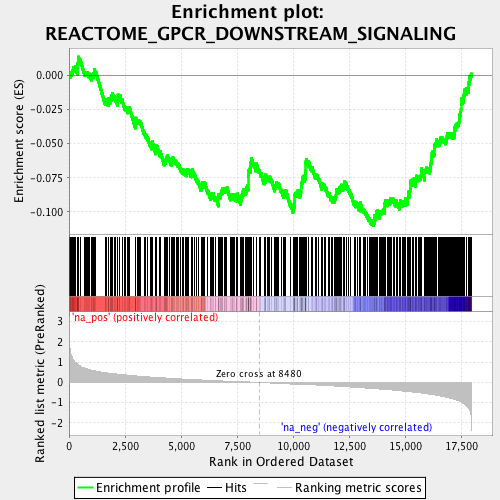 Enrichment plot:
REACTOME_GPCR_DOWNSTREAM_SIGNALING
Enrichment score (ES)
0.000
-0.025
-0.050
-0.075
-0.100
'na_pos' (positively correlated)
Ranked list metric (PreRanked)
3
2
1
0
-1
-2
Zero cross at 8480
'na_neg' (negatively correlated)
0
2,500
5,000
7,500
10,000
12,500
15,000
17,500
Rank in Ordered Dataset
Enrichment profile
Hits
Ranking metric scores